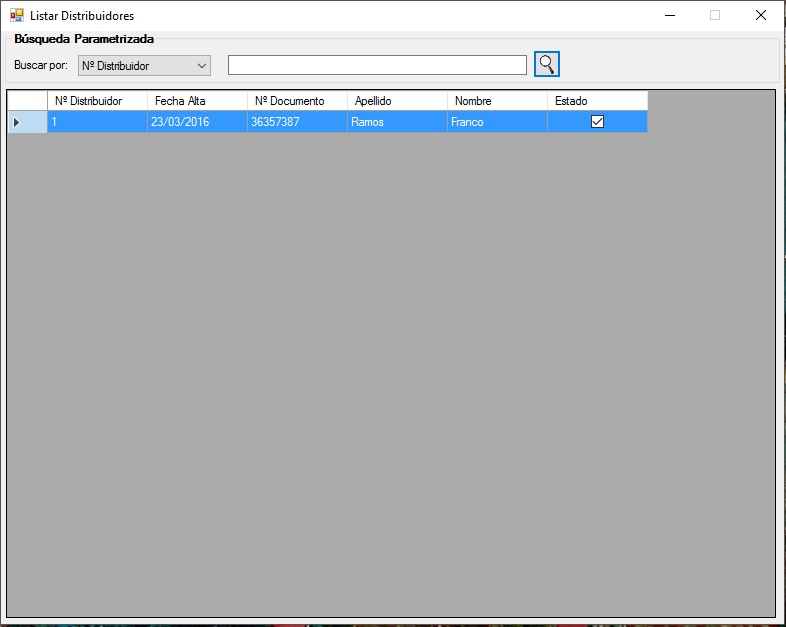 Listar Distribuidores
Búsqueda Parametrizada
Buscar por: Nº Distribuidor
Nº Distribuidor Fecha Alta Nº Documento Apellido Nombre Estado
1 23/03/2016 36357387 Ramos Franco